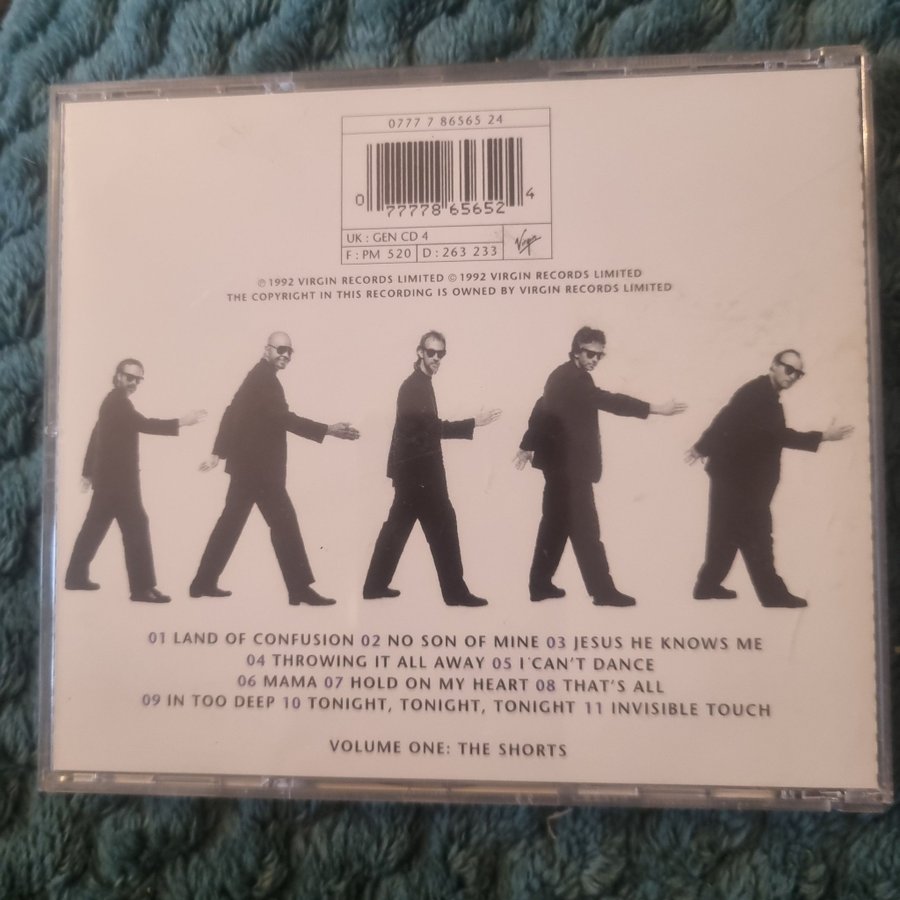 0777 7 86565 24
0 77778 65652 4
UK : GEN CD 4
F : PM 520 D : 263 233 Virgin
℗ 1992 VIRGIN RECORDS LIMITED © 1992 VIRGIN RECORDS LIMITED
THE COPYRIGHT IN THIS RECORDING IS OWNED BY VIRGIN RECORDS LIMITED
01 LAND OF CONFUSION 02 NO SON OF MINE 03 JESUS HE KNOWS ME
04 THROWING IT ALL AWAY 05 I CAN'T DANCE
06 MAMA 07 HOLD ON MY HEART 08 THAT'S ALL
09 IN TOO DEEP 10 TONIGHT, TONIGHT, TONIGHT 11 INVISIBLE TOUCH
VOLUME ONE: THE SHORTS